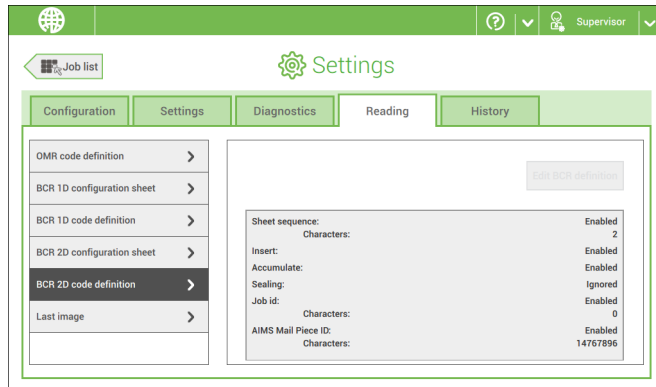 Supervisor
Job list
Settings
Configuration
Settings
Diagnostics
Reading
History
OMR code definition
BCR 1D configuration sheet
BCR 1D code definition
BCR 2D configuration sheet
BCR 2D code definition
Last image
Edit BCR definition
Sheet sequence: Enabled
Characters: 2
Insert: Enabled
Accumulate: Enabled
Sealing: Ignored
Job id: Enabled
Characters: 0
AIMS Mail Piece ID: Enabled
Characters: 14767896